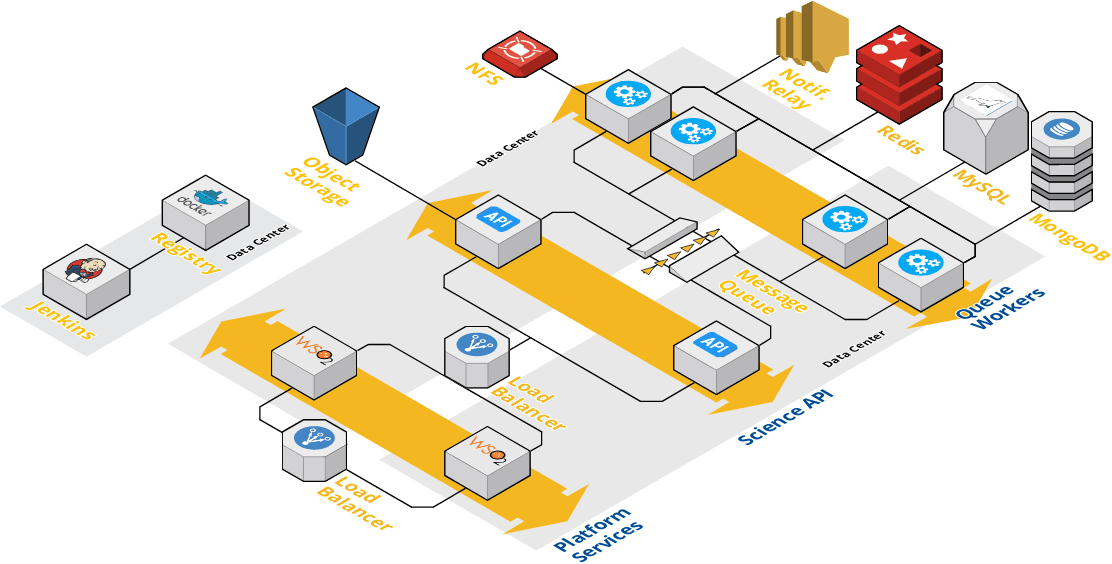 NFS
Notif.
Relay
Redis
MySQL
MongoDB
Data Center
Object
Storage
docker
Registry
Data Center
Jenkins
API
Message
Queue
Queue
Workers
Data Center
API
Science API
WSO2
Load
Balancer
WSO2
Load
Balancer
Platform
Services